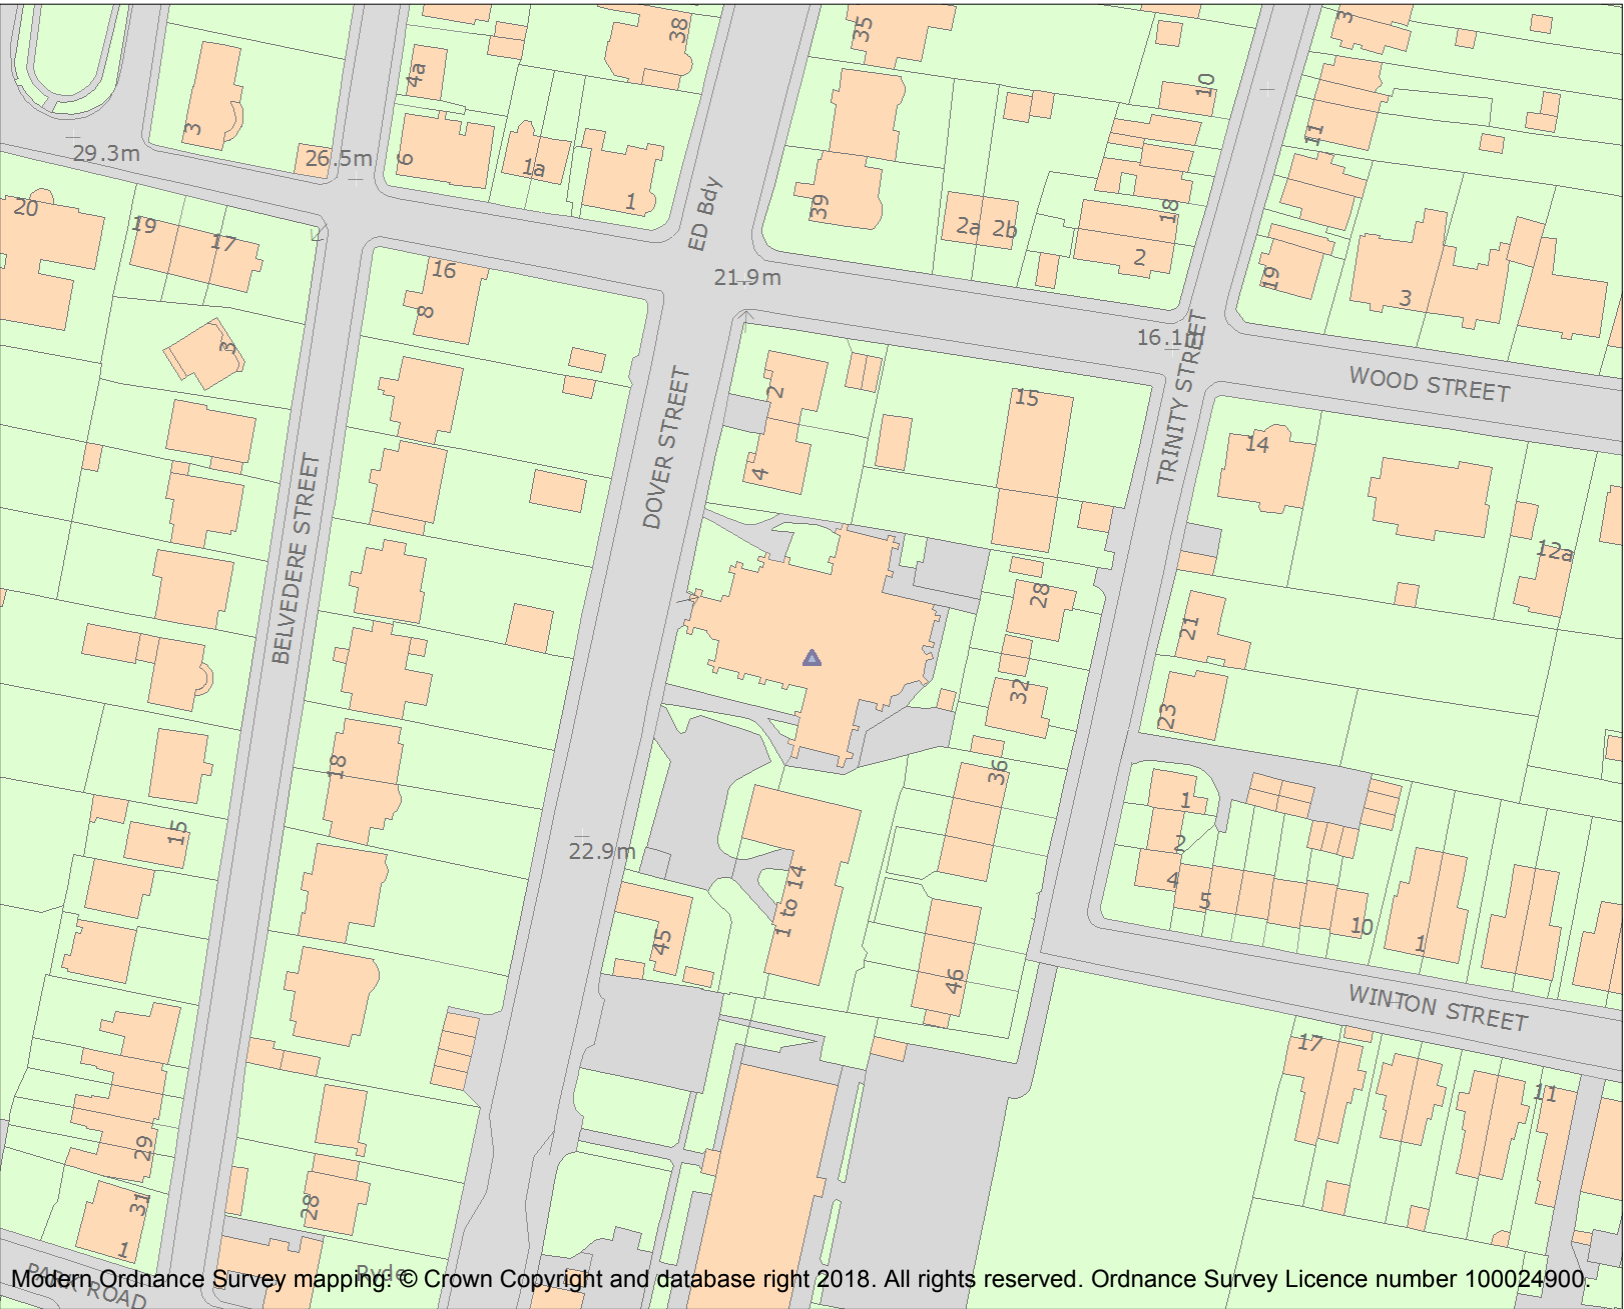 3
38
35
3
4a
10
3
6
1a
1
11
29.3m
26.5m
ED Bdy
39
2a 2b
18
2
20
19
17
16
8
21.9m
19
3
3
16.1m
WOOD STREET
DOVER STREET
TRINITY STREET
2
15
4
14
BELVEDERE STREET
12a
28
21
32
23
18
36
1
2
4
5
10
1
15
22.9m
1 to 14
45
46
WINTON STREET
17
11
29
31
1
28
PARK ROAD
Ryde
Modern Ordnance Survey mapping: © Crown Copyright and database right 2018. All rights reserved. Ordnance Survey Licence number 100024900.